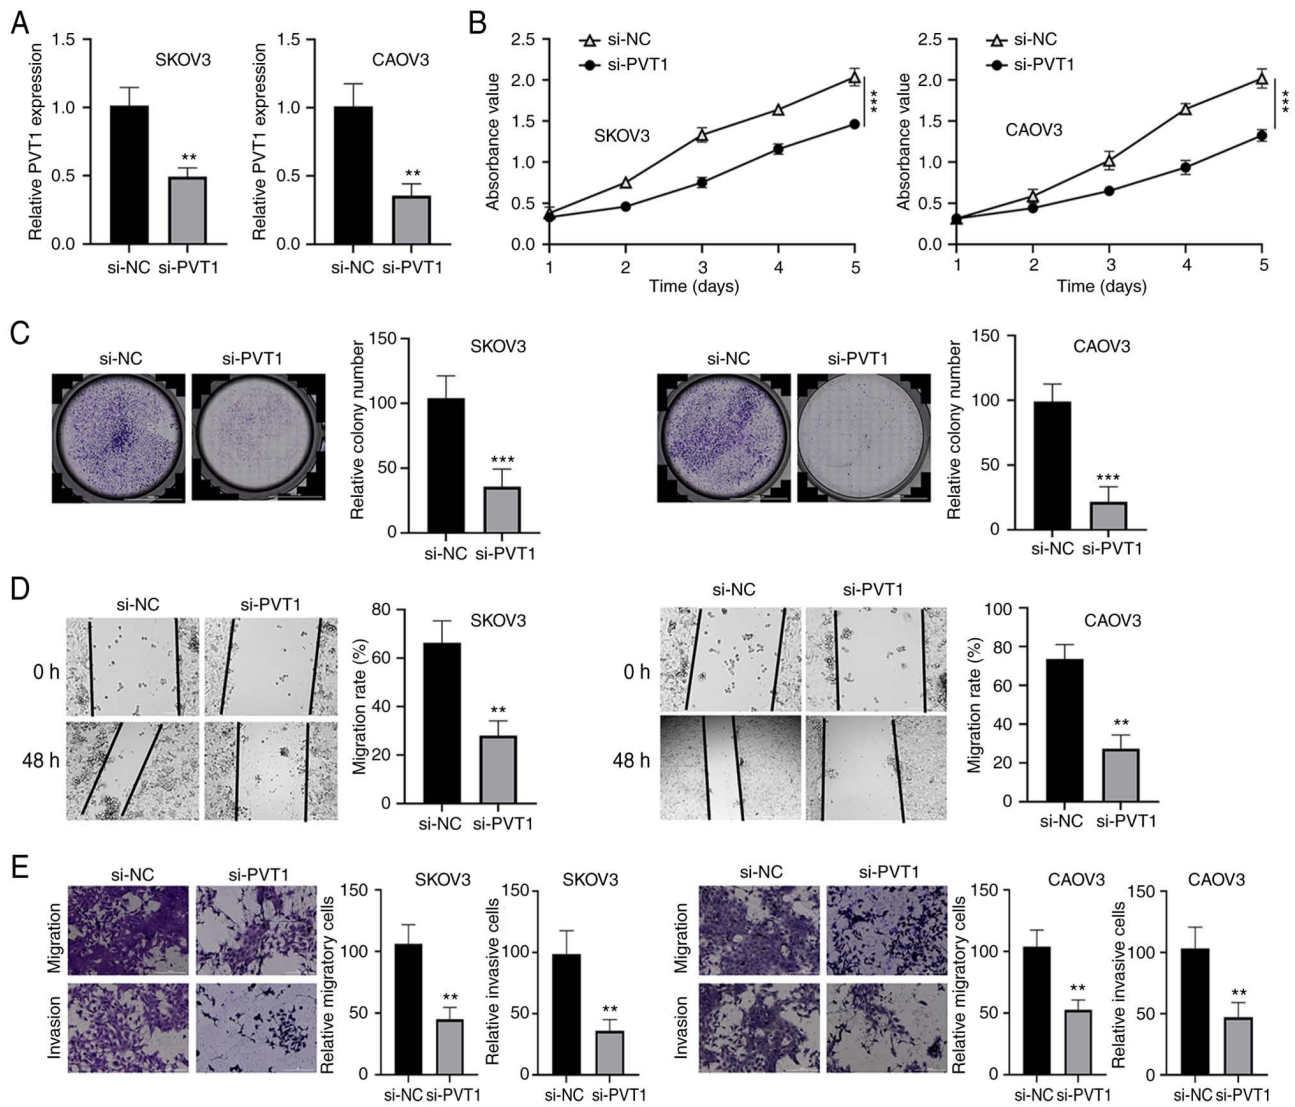 A
Relative PVT1 expression
1.5
1.0
0.5
0.0
SKOV3
**
si-NC si-PVT1
Relative PVT1 expression
1.5
1.0
0.5
0.0
CAOV3
**
si-NC si-PVT1
B
Absorbance value
2.5
2.0
1.5
1.0
0.5
0.0
si-NC
si-PVT1
SKOV3
***
1 2 3 4 5
Time (days)
Absorbance value
2.5
2.0
1.5
1.0
0.5
0.0
si-NC
si-PVT1
CAOV3
***
1 2 3 4 5
Time (days)
C
si-NC si-PVT1
Relative colony number
150
100
50
0
SKOV3
***
si-NC si-PVT1
si-NC si-PVT1
Relative colony number
150
100
50
0
CAOV3
***
si-NC si-PVT1
D
si-NC si-PVT1
0 h
48 h
Migration rate (%)
80
60
40
20
0
SKOV3
**
si-NC si-PVT1
si-NC si-PVT1
0 h
48 h
Migration rate (%)
100
80
60
40
20
0
CAOV3
**
si-NC si-PVT1
E
si-NC si-PVT1
Migration
Invasion
Relative migratory cells
150
100
50
0
SKOV3
**
si-NC si-PVT1
Relative invasive cells
150
100
50
0
SKOV3
**
si-NC si-PVT1
si-NC si-PVT1
Migration
Invasion
Relative migratory cells
150
100
50
0
CAOV3
**
si-NC si-PVT1
Relative invasive cells
150
100
50
0
CAOV3
**
si-NC si-PVT1